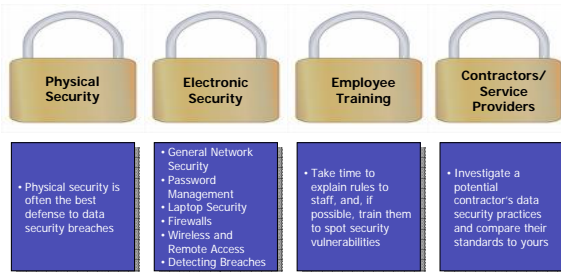 Physical
Security
Electronic
Security
Employee
Training
Contractors/
Service
Providers
• Physical security is
often the best
defense to data
security breaches
• General Network
Security
• Password
Management
• Laptop Security
• Firewalls
• Wireless and
Remote Access
• Detecting Breaches
• Take time to
explain rules to
staff, and, if
possible, train them
to spot security
vulnerabilities
• Investigate a
potential
contractor's data
security practices
and compare their
standards to yours